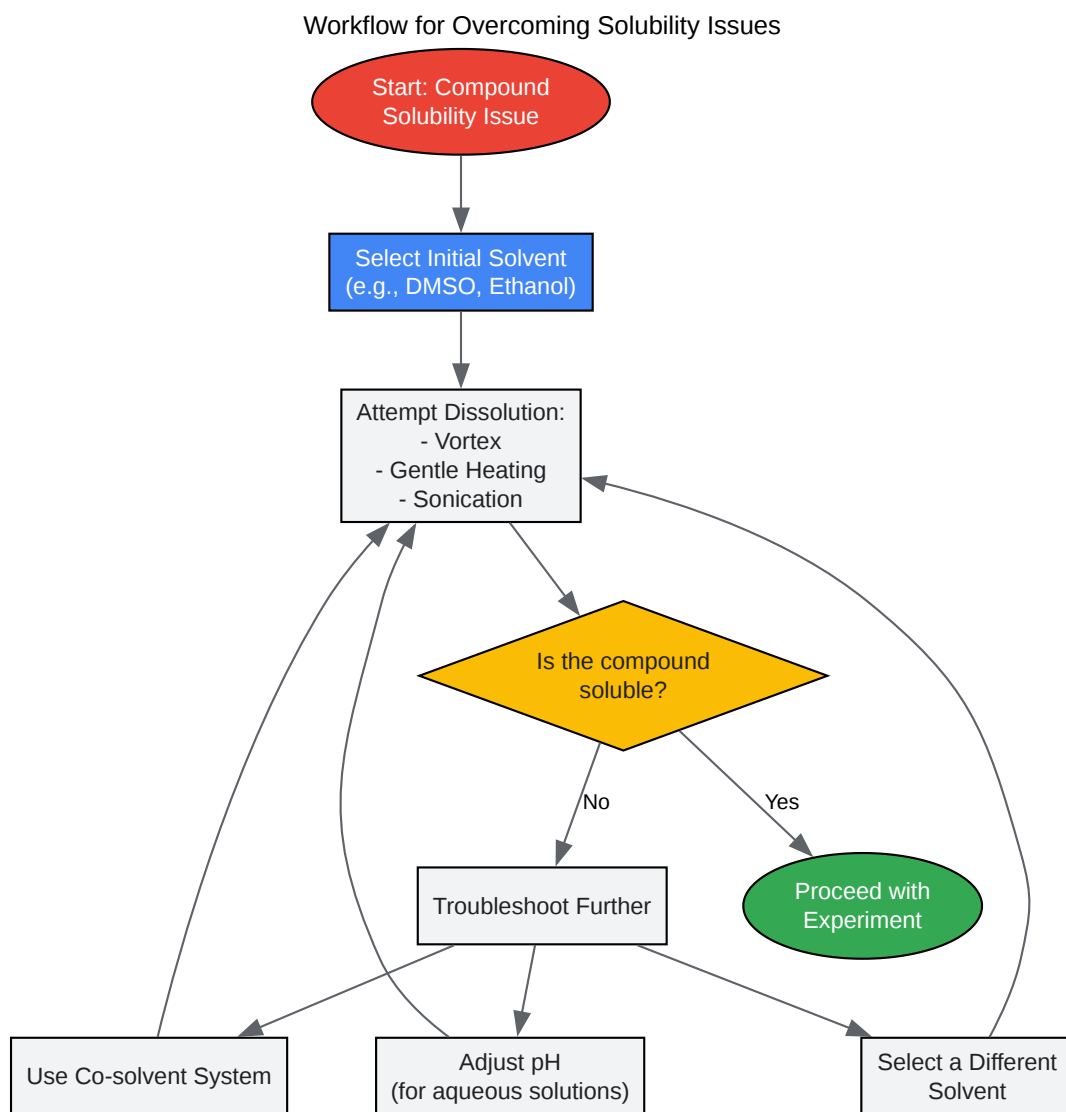 Workflow for Overcoming Solubility Issues
Start: Compound
Solubility Issue
Select Initial Solvent
(e.g., DMSO, Ethanol)
Attempt Dissolution:
- Vortex
- Gentle Heating
- Sonication
Is the compound
soluble?
No
Yes
Troubleshoot Further
Proceed with
Experiment
Use Co-solvent System
Adjust pH
(for aqueous solutions)
Select a Different
Solvent